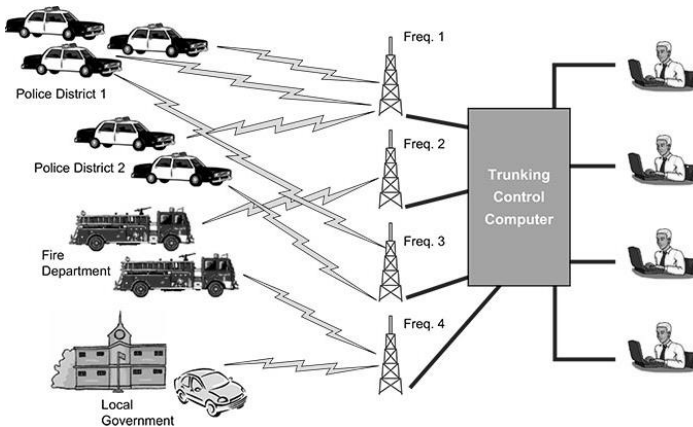 Freq. 1
Police District 1
Freq. 2
Police District 2
Trunking
Control
Computer
Freq. 3
Fire
Department
Freq. 4
Local
Government